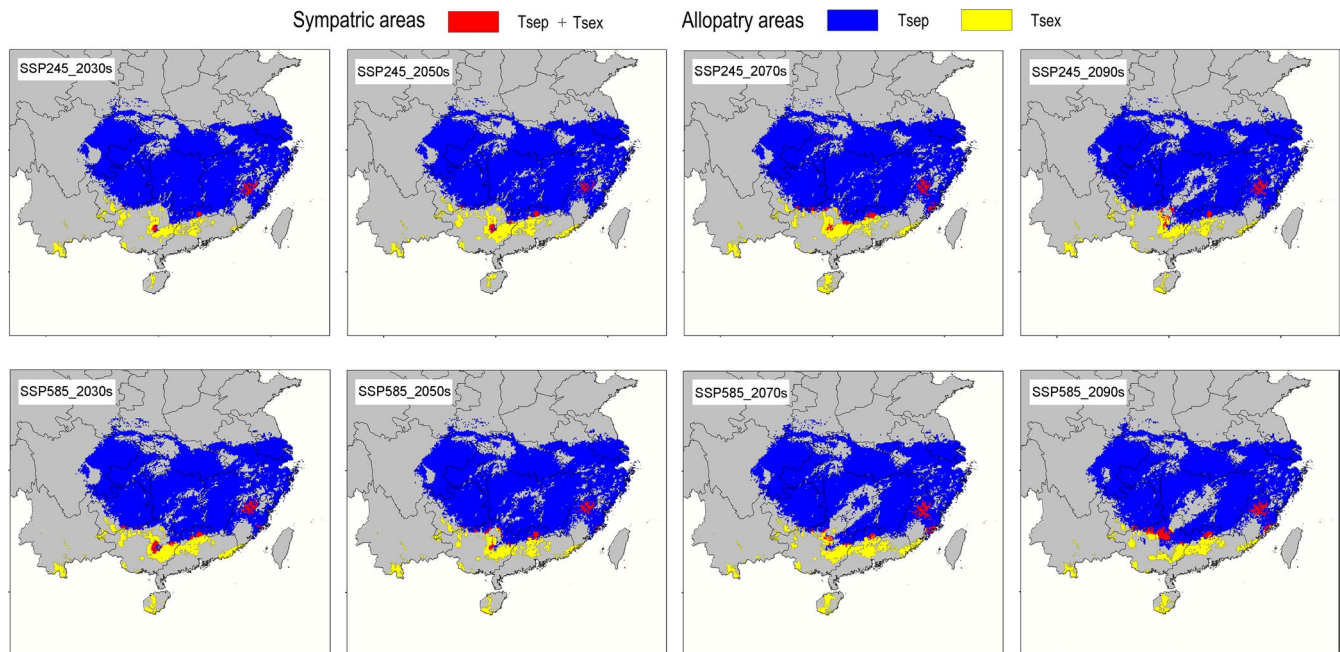 Sympatric areas Tsep + Tsex Allopatry areas Tsep Tsex
SSP245_2030s SSP245_2050s SSP245_2070s SSP245_2090s
SSP585_2030s SSP585_2050s SSP585_2070s SSP585_2090s